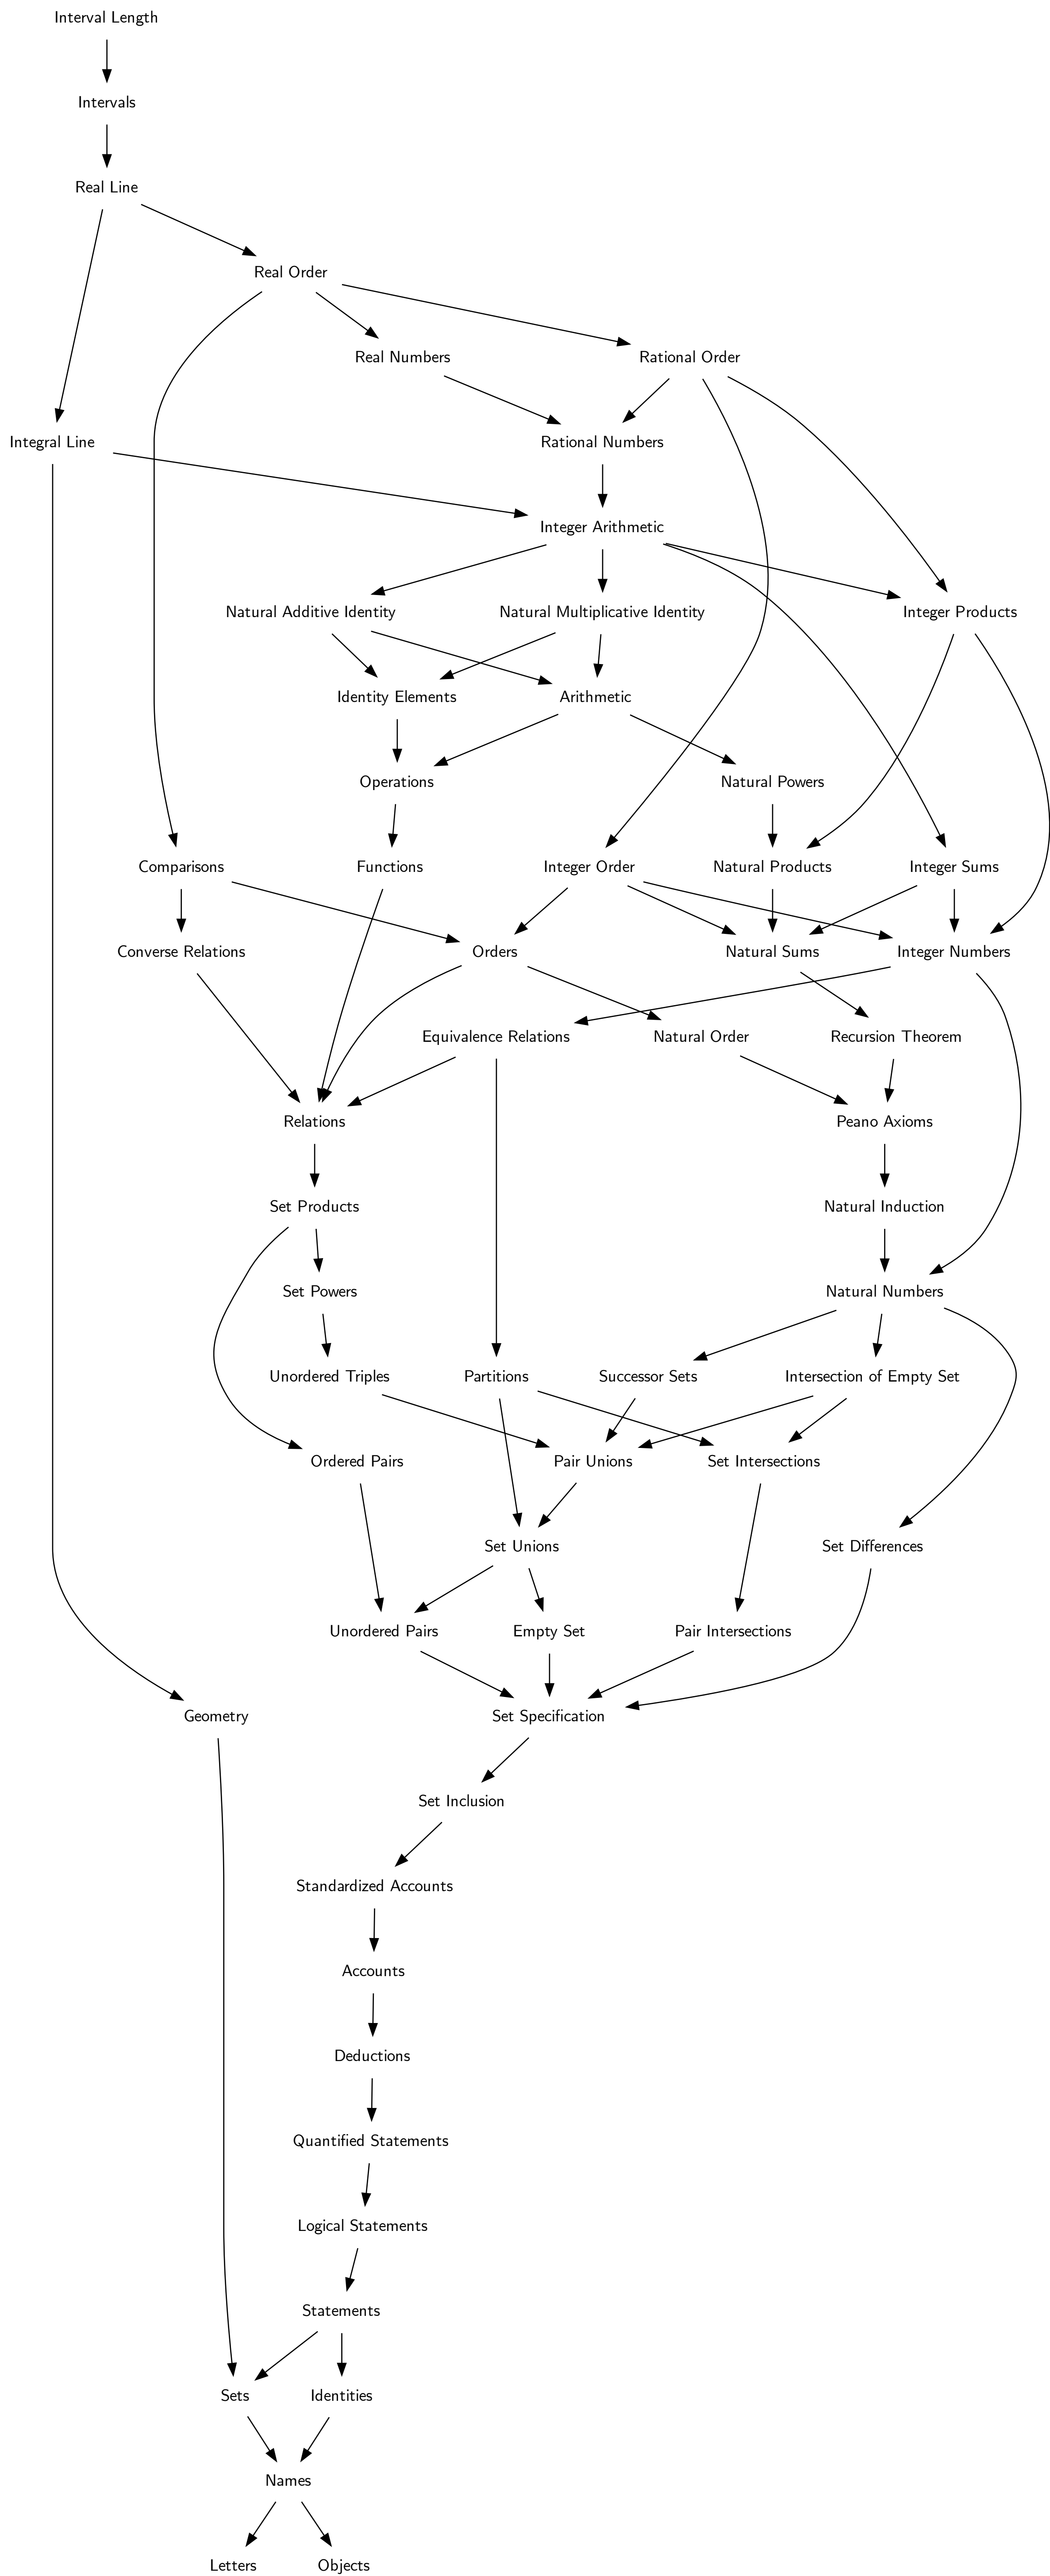 Interval Length
Intervals
Real Line
Real Order
Real Numbers
Rational Order
Integral Line
Rational Numbers
Integer Arithmetic
Natural Additive Identity
Natural Multiplicative Identity
Integer Products
Identity Elements
Arithmetic
Operations
Natural Powers
Comparisons
Functions
Integer Order
Natural Products
Integer Sums
Converse Relations
Orders
Natural Sums
Integer Numbers
Equivalence Relations
Natural Order
Recursion Theorem
Relations
Peano Axioms
Set Products
Natural Induction
Set Powers
Natural Numbers
Unordered Triples
Partitions
Successor Sets
Intersection of Empty Set
Ordered Pairs
Pair Unions
Set Intersections
Set Unions
Set Differences
Unordered Pairs
Empty Set
Pair Intersections
Geometry
Set Specification
Set Inclusion
Standardized Accounts
Accounts
Deductions
Quantified Statements
Logical Statements
Statements
Sets
Identities
Names
Letters
Objects